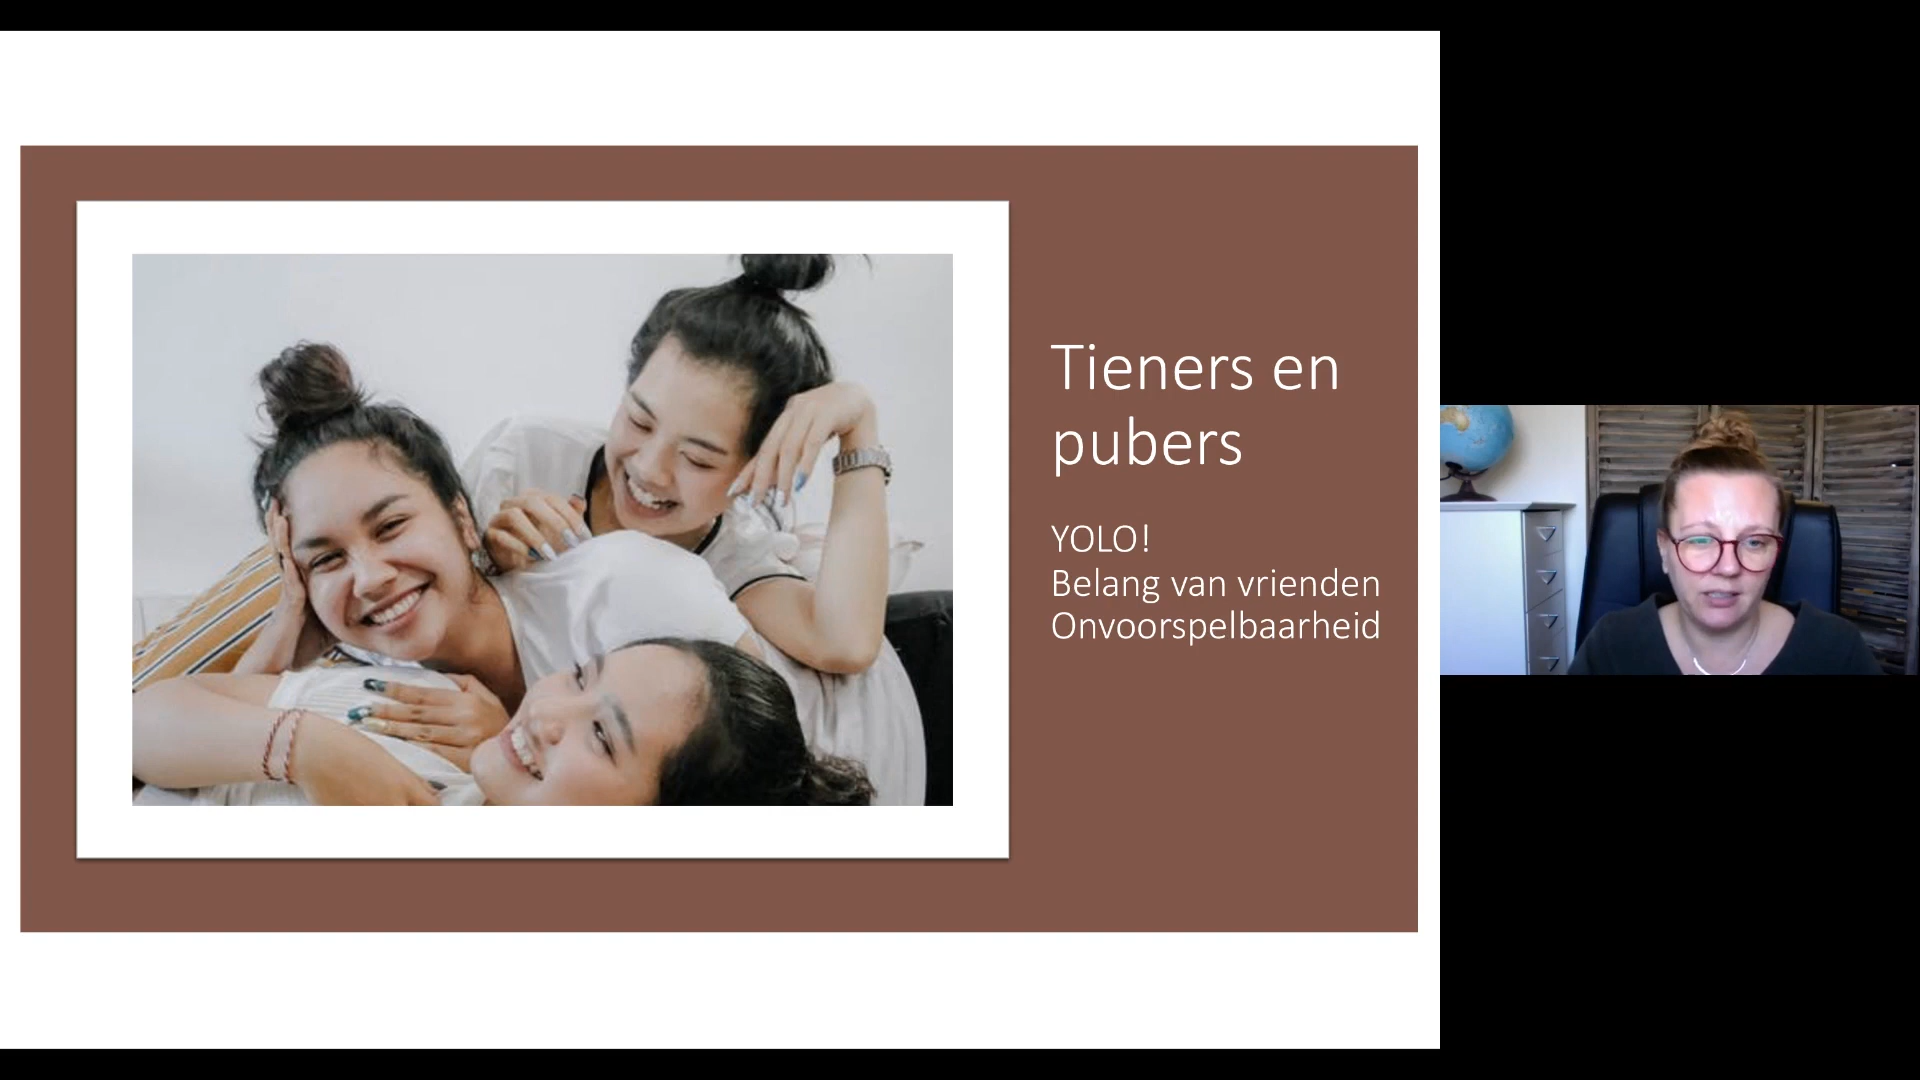 Tieners en
pubers
YOLO!
Belang van vrienden
Onvoorspelbaarheid